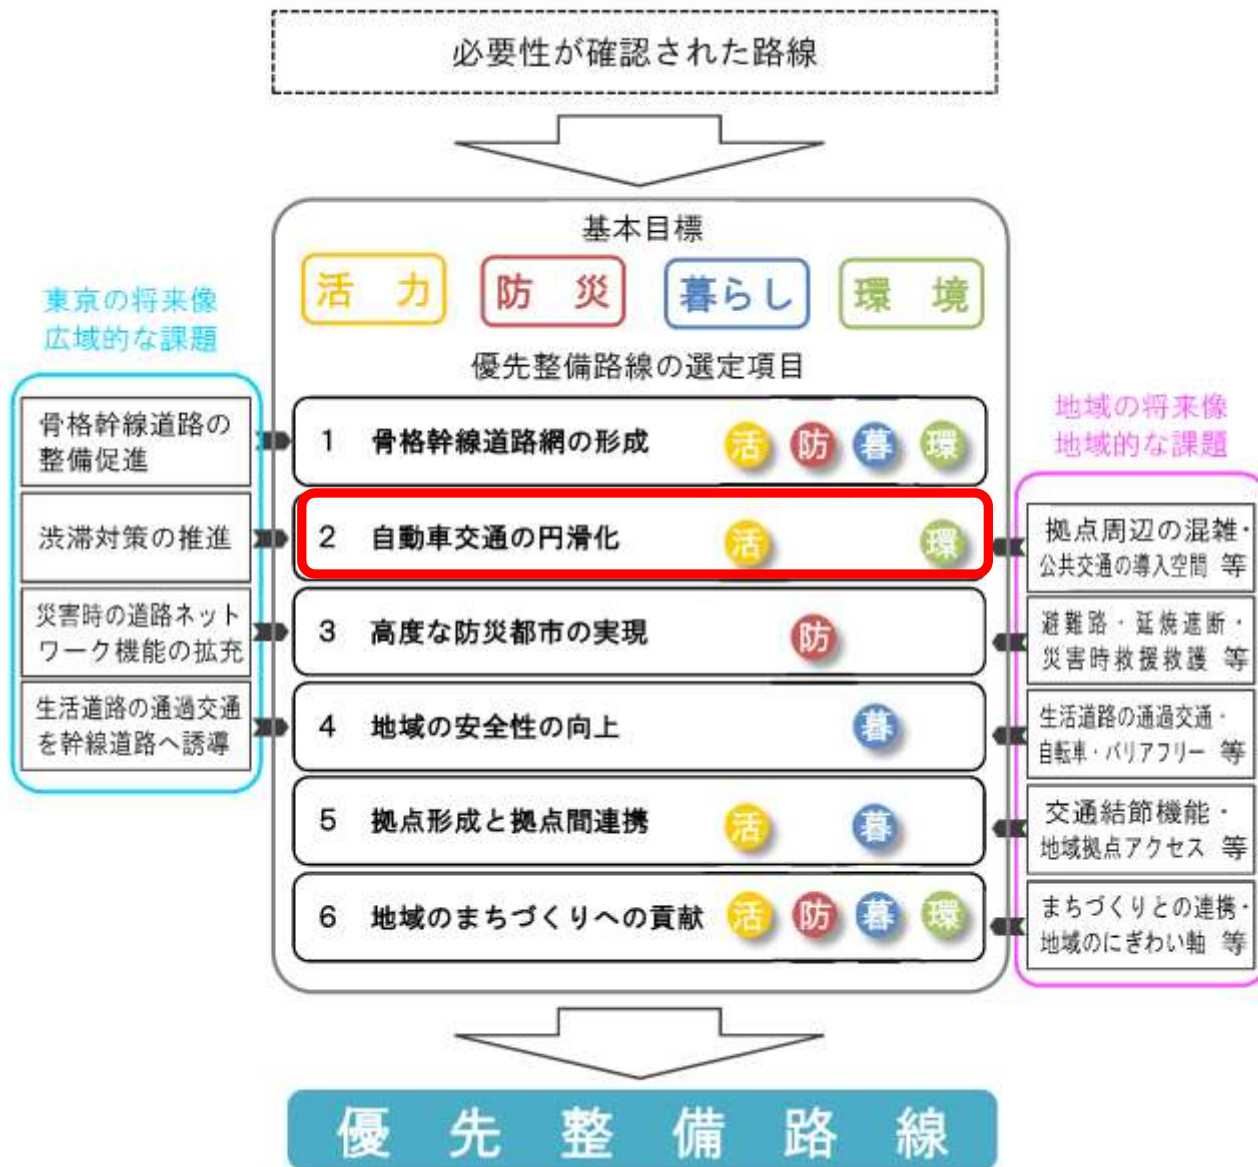 必要性が確認された路線
基本目標
活 力
防 災
暮らし
環 境
優先整備路線の選定項目
東京の将来像
広域的な課題
骨格幹線道路の
整備促進
渋滞対策の推進
災害時の道路ネット
ワーク機能の拡充
生活道路の通過交通
を幹線道路へ誘導
1 骨格幹線道路網の形成 活 防 暮 環
2 自動車交通の円滑化 活 環
3 高度な防災都市の実現 防
4 地域の安全性の向上 暮
5 拠点形成と拠点間連携 活 暮
6 地域のまちづくりへの貢献 活 防 暮 環
地域の将来像
地域的な課題
拠点周辺の混雑・
公共交通の導入空間 等
避難路・延焼遮断・
災害時救援救護 等
生活道路の通過交通・
自転車・バリアフリー 等
交通結節機能・
地域拠点アクセス 等
まちづくりとの連携・
地域のにぎわい軸 等
優先整備路線